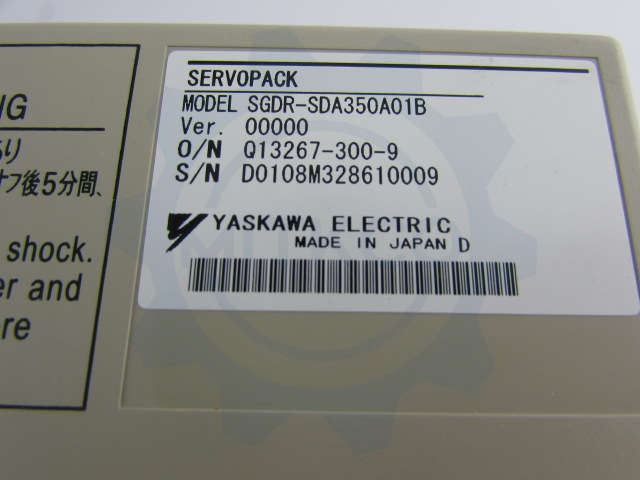 NG
あり
オフ後5分間、
shock.
er and
re
SERVOPACK
MODEL SGDR-SDA350A01B
Ver. 00000
O/N Q13267-300-9
S/N D0108M328610009
YASKAWA ELECTRIC
MADE IN JAPAN D